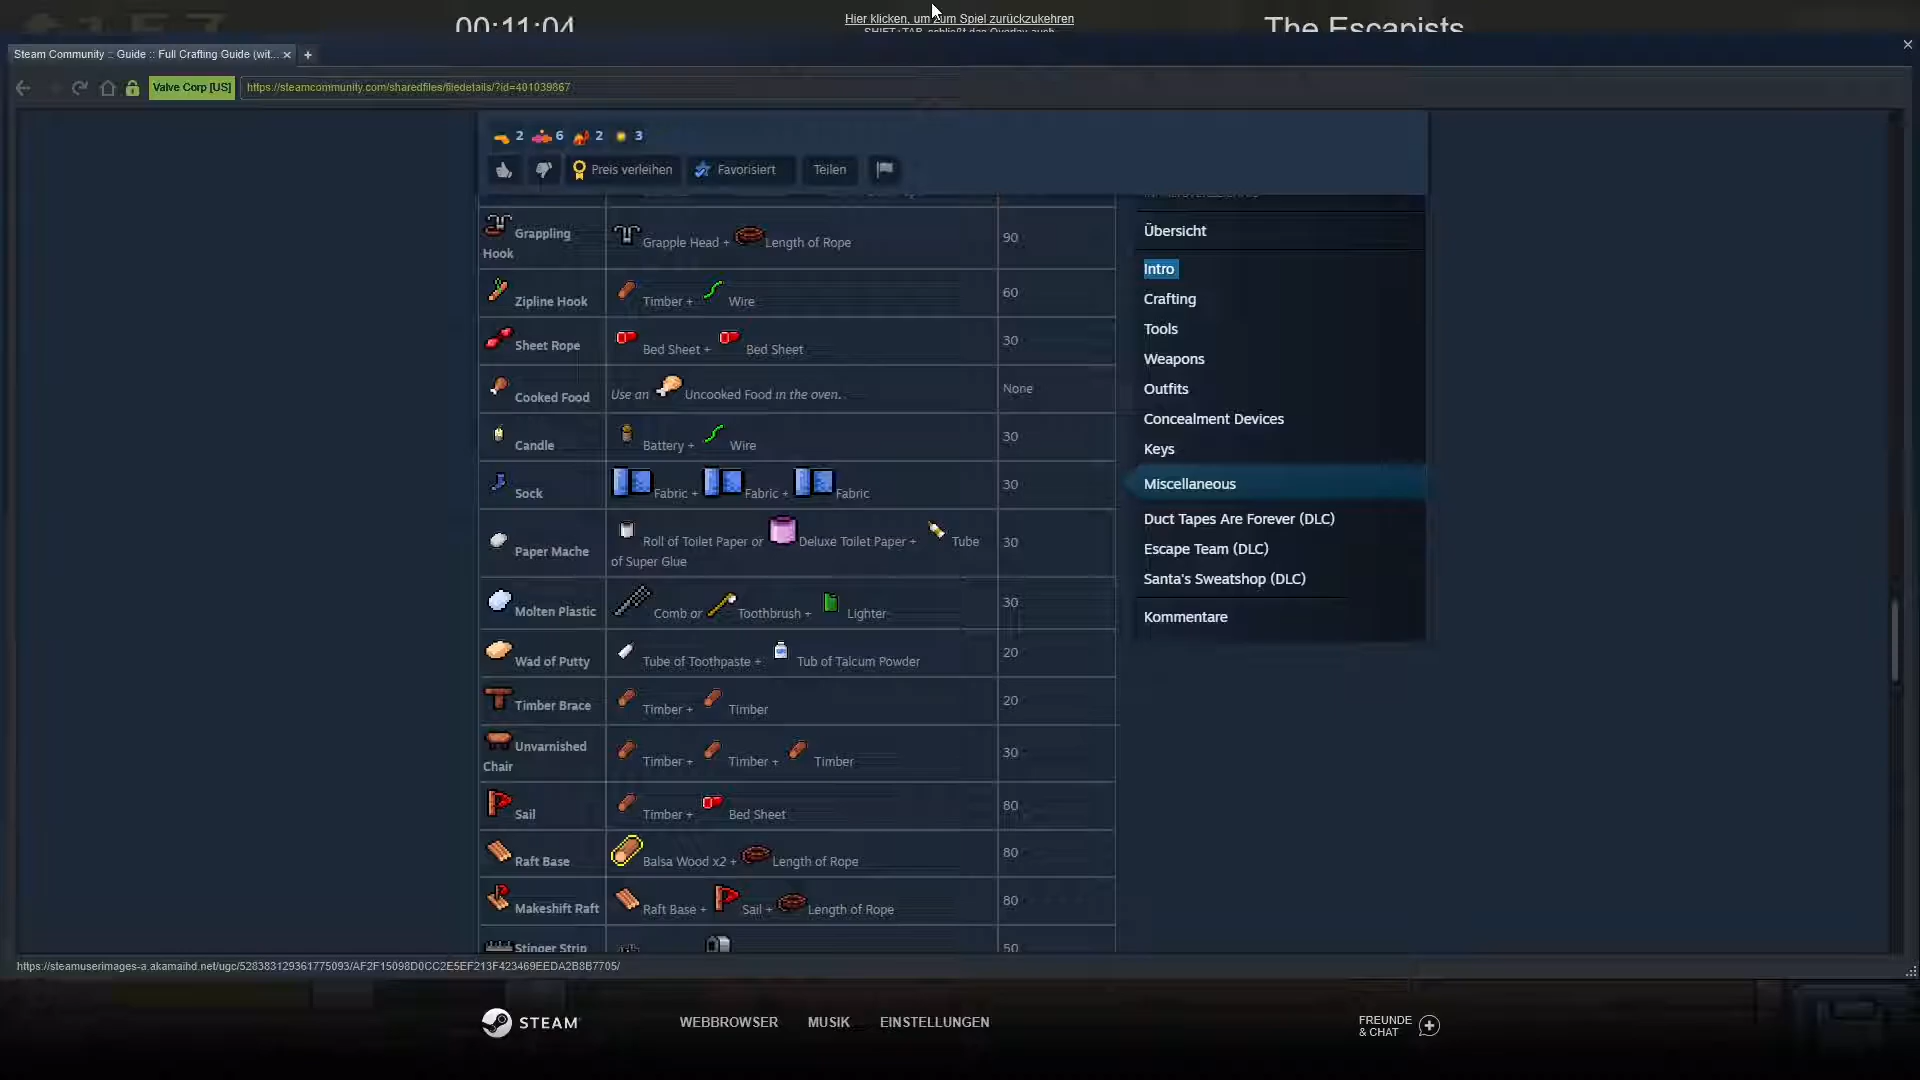 00:11:04
Hier klicken, um zum Spiel zurückzukehren
The Escapists
SHIFT+TAB schließt das Overlay auch
Steam Community :: Guide :: Full Crafting Guide (wit...
Valve Corp [US]
https://steamcommunity.com/sharedfiles/filedetails/?id=401039867
2 6 2 3
Preis verleihen Favorisiert Teilen
Grappling Hook Grapple Head + Length of Rope 90
Zipline Hook Timber + Wire 60
Sheet Rope Bed Sheet + Bed Sheet 30
Cooked Food Use an Uncooked Food in the oven. None
Candle Battery + Wire 30
Sock Fabric + Fabric + Fabric 30
Paper Mache Roll of Toilet Paper or Deluxe Toilet Paper + Tube of Super Glue 30
Molten Plastic Comb or Toothbrush + Lighter 30
Wad of Putty Tube of Toothpaste + Tub of Talcum Powder 20
Timber Brace Timber + Timber 20
Unvarnished Chair Timber + Timber + Timber 30
Sail Timber + Bed Sheet 80
Raft Base Balsa Wood x2 + Length of Rope 80
Makeshift Raft Raft Base + Sail + Length of Rope 80
Stinger Strip 50
Übersicht
Intro
Crafting
Tools
Weapons
Outfits
Concealment Devices
Keys
Miscellaneous
Duct Tapes Are Forever (DLC)
Escape Team (DLC)
Santa's Sweatshop (DLC)
Kommentare
https://steamuserimages-a.akamaihd.net/ugc/528383129361775093/AF2F15098D0CC2E5EF213F423469EEDA2B8B7705/
STEAM
WEBBROWSER MUSIK EINSTELLUNGEN
FREUNDE
& CHAT